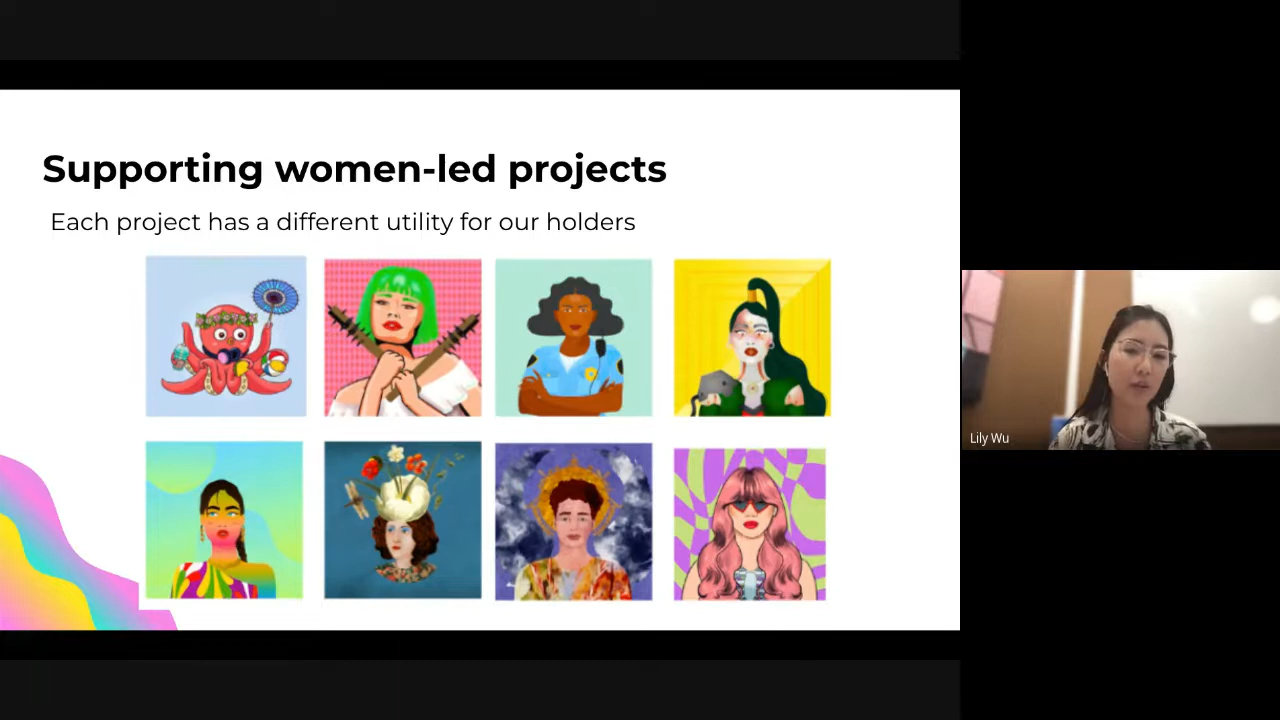 Supporting women-led projects
Each project has a different utility for our holders
Lily Wu